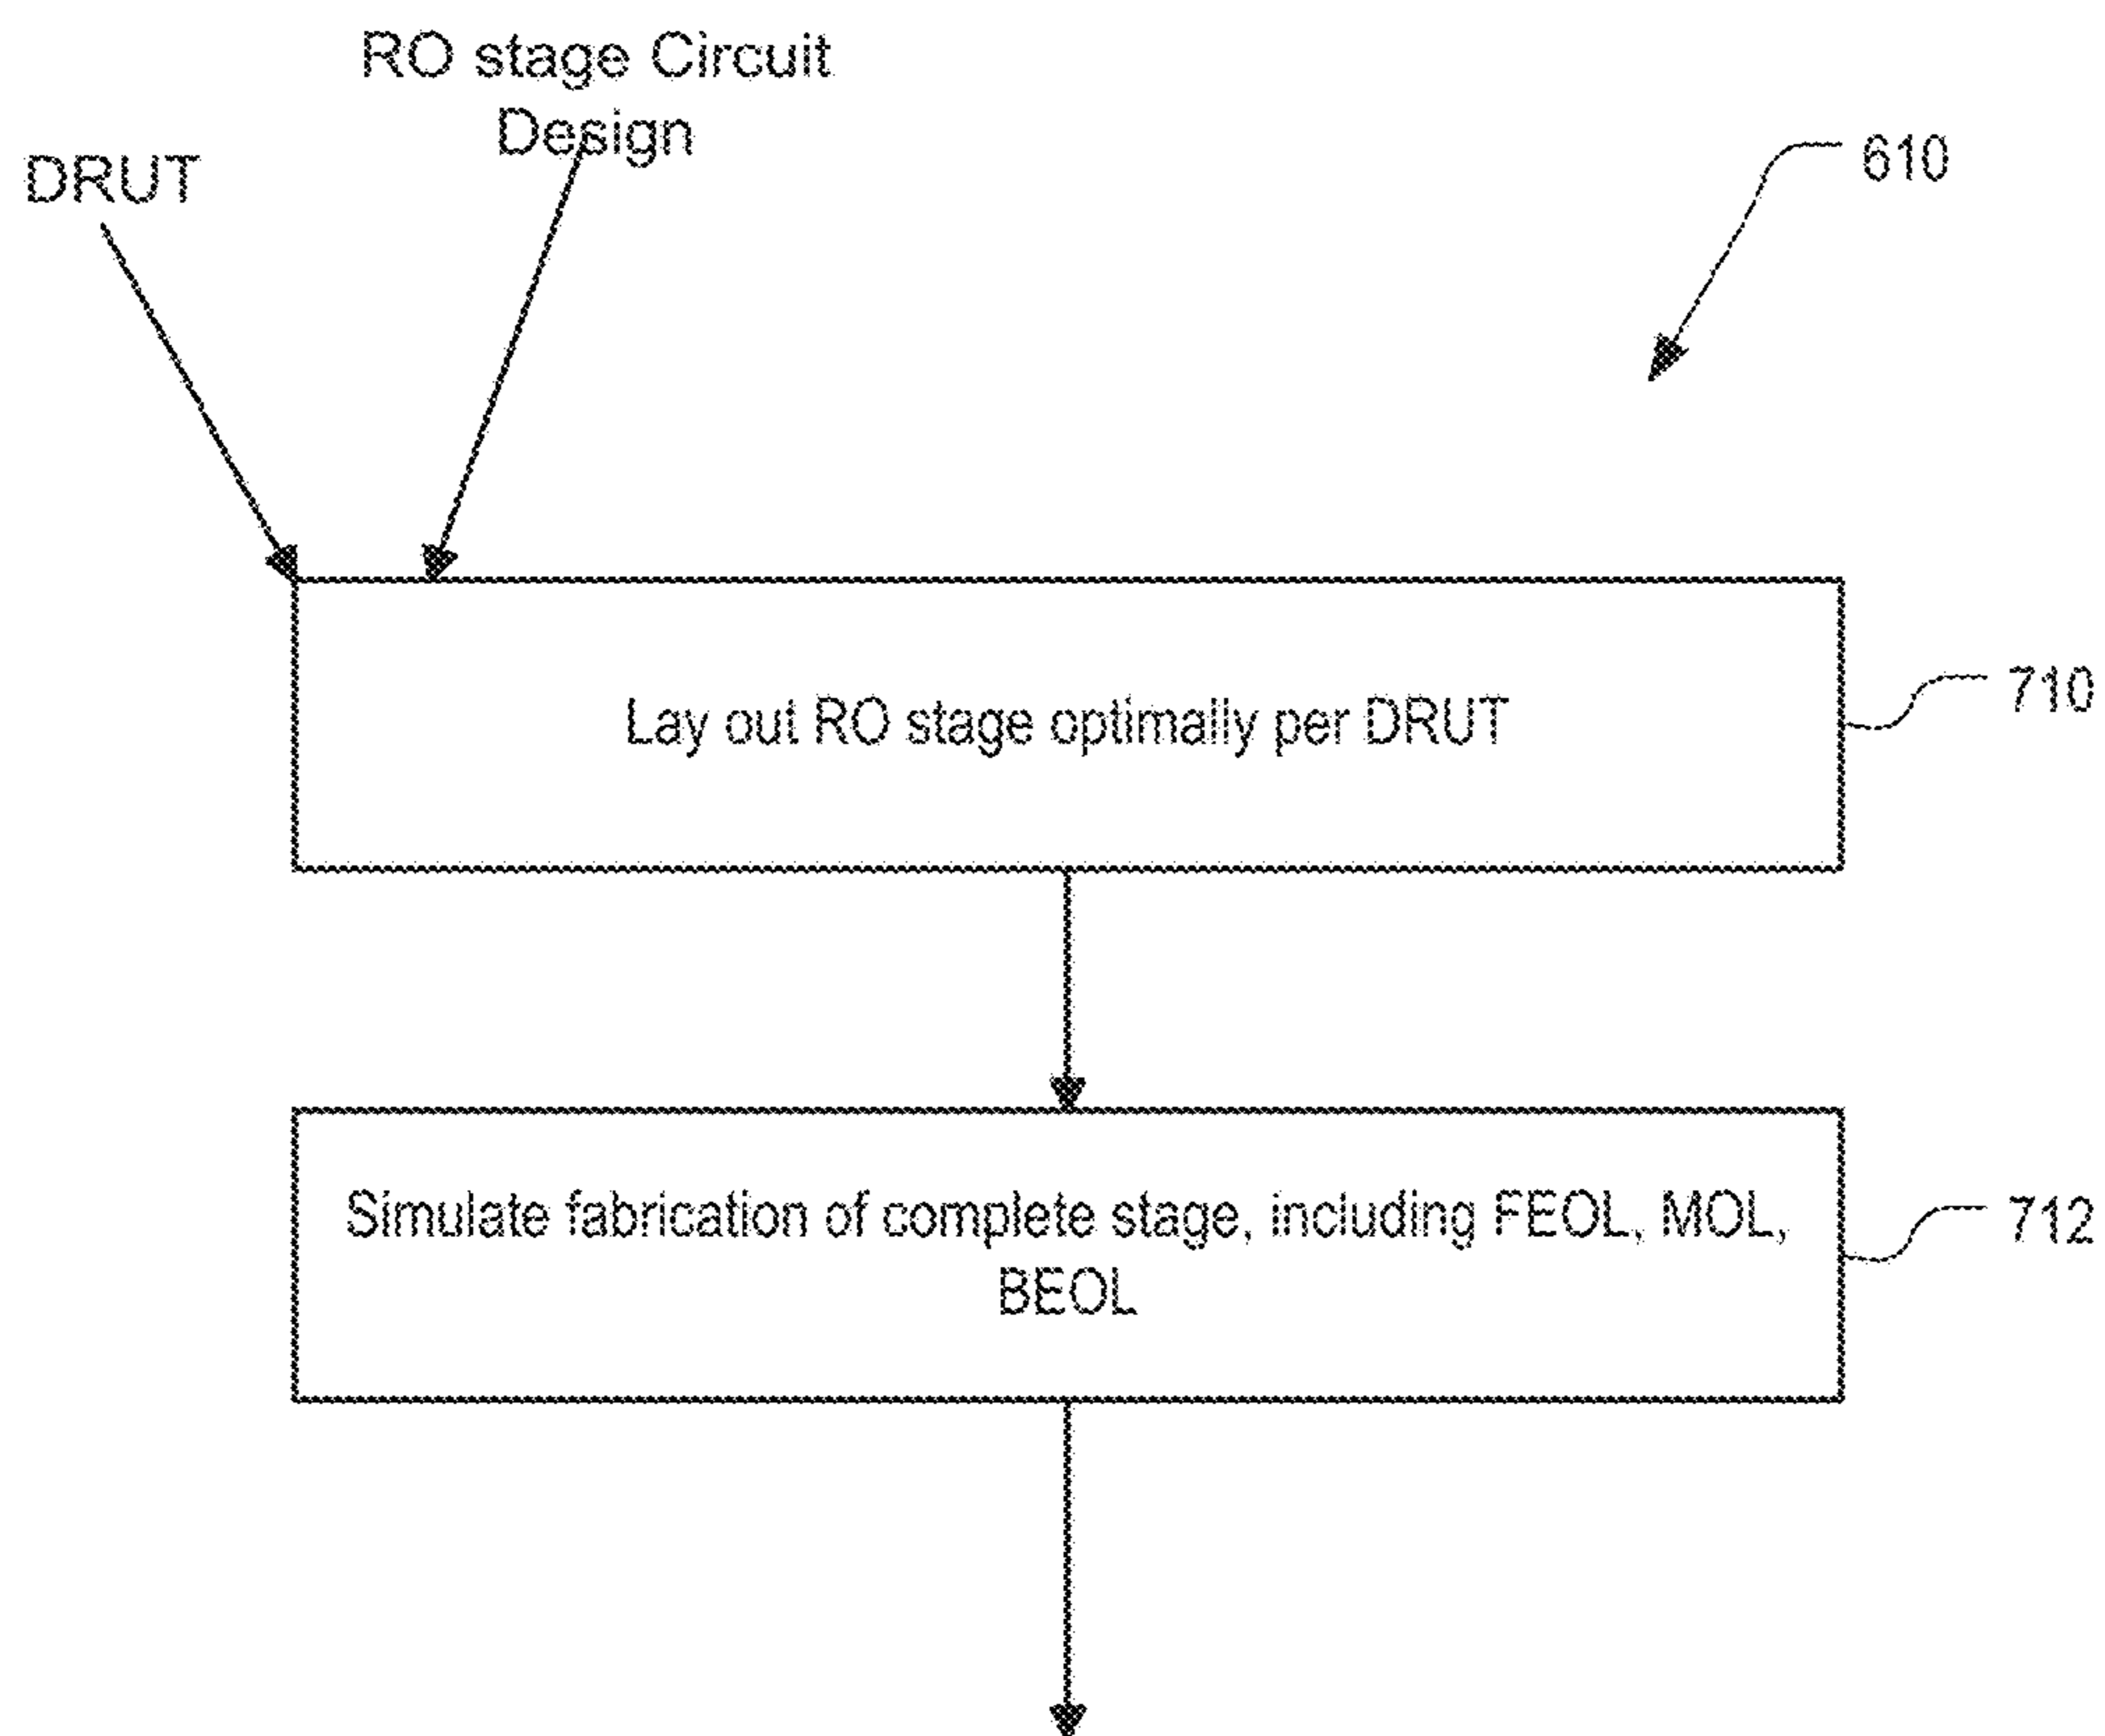 RO stage Circuit
Design
DRUT
610
Lay out RO stage optimally per DRUT
710
Simulate fabrication of complete stage, including FEOL, MOL,
BEOL
712